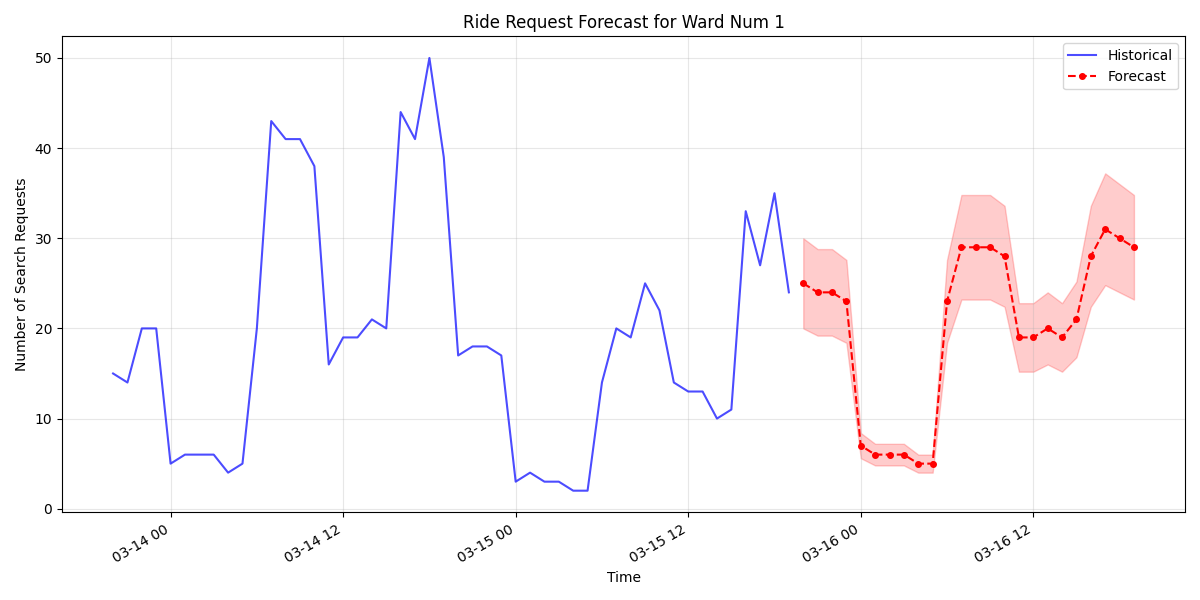 Ride Request Forecast for Ward Num 1
Historical
Forecast
Number of Search Requests
50
40
30
20
10
0
03-14 00
03-14 12
03-15 00
03-15 12
03-16 00
03-16 12
Time